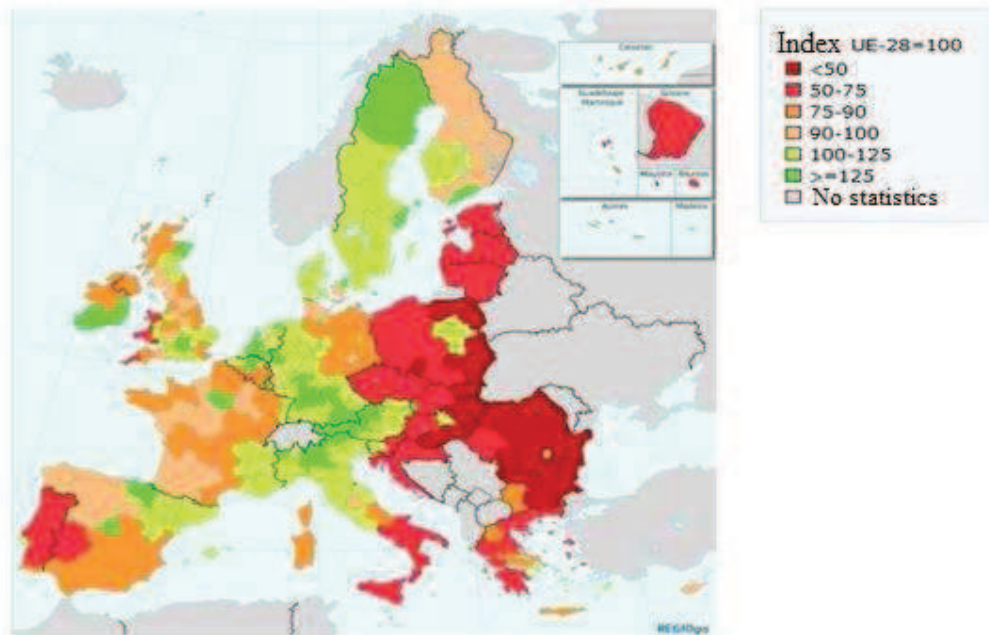 Canarias
Guadeloupe
Martinique
Guyane
Mayotte
Réunion
Açores
Madeira
REGIOgis
Index UE-28=100
<50
50-75
75-90
90-100
100-125
>=125
No statistics